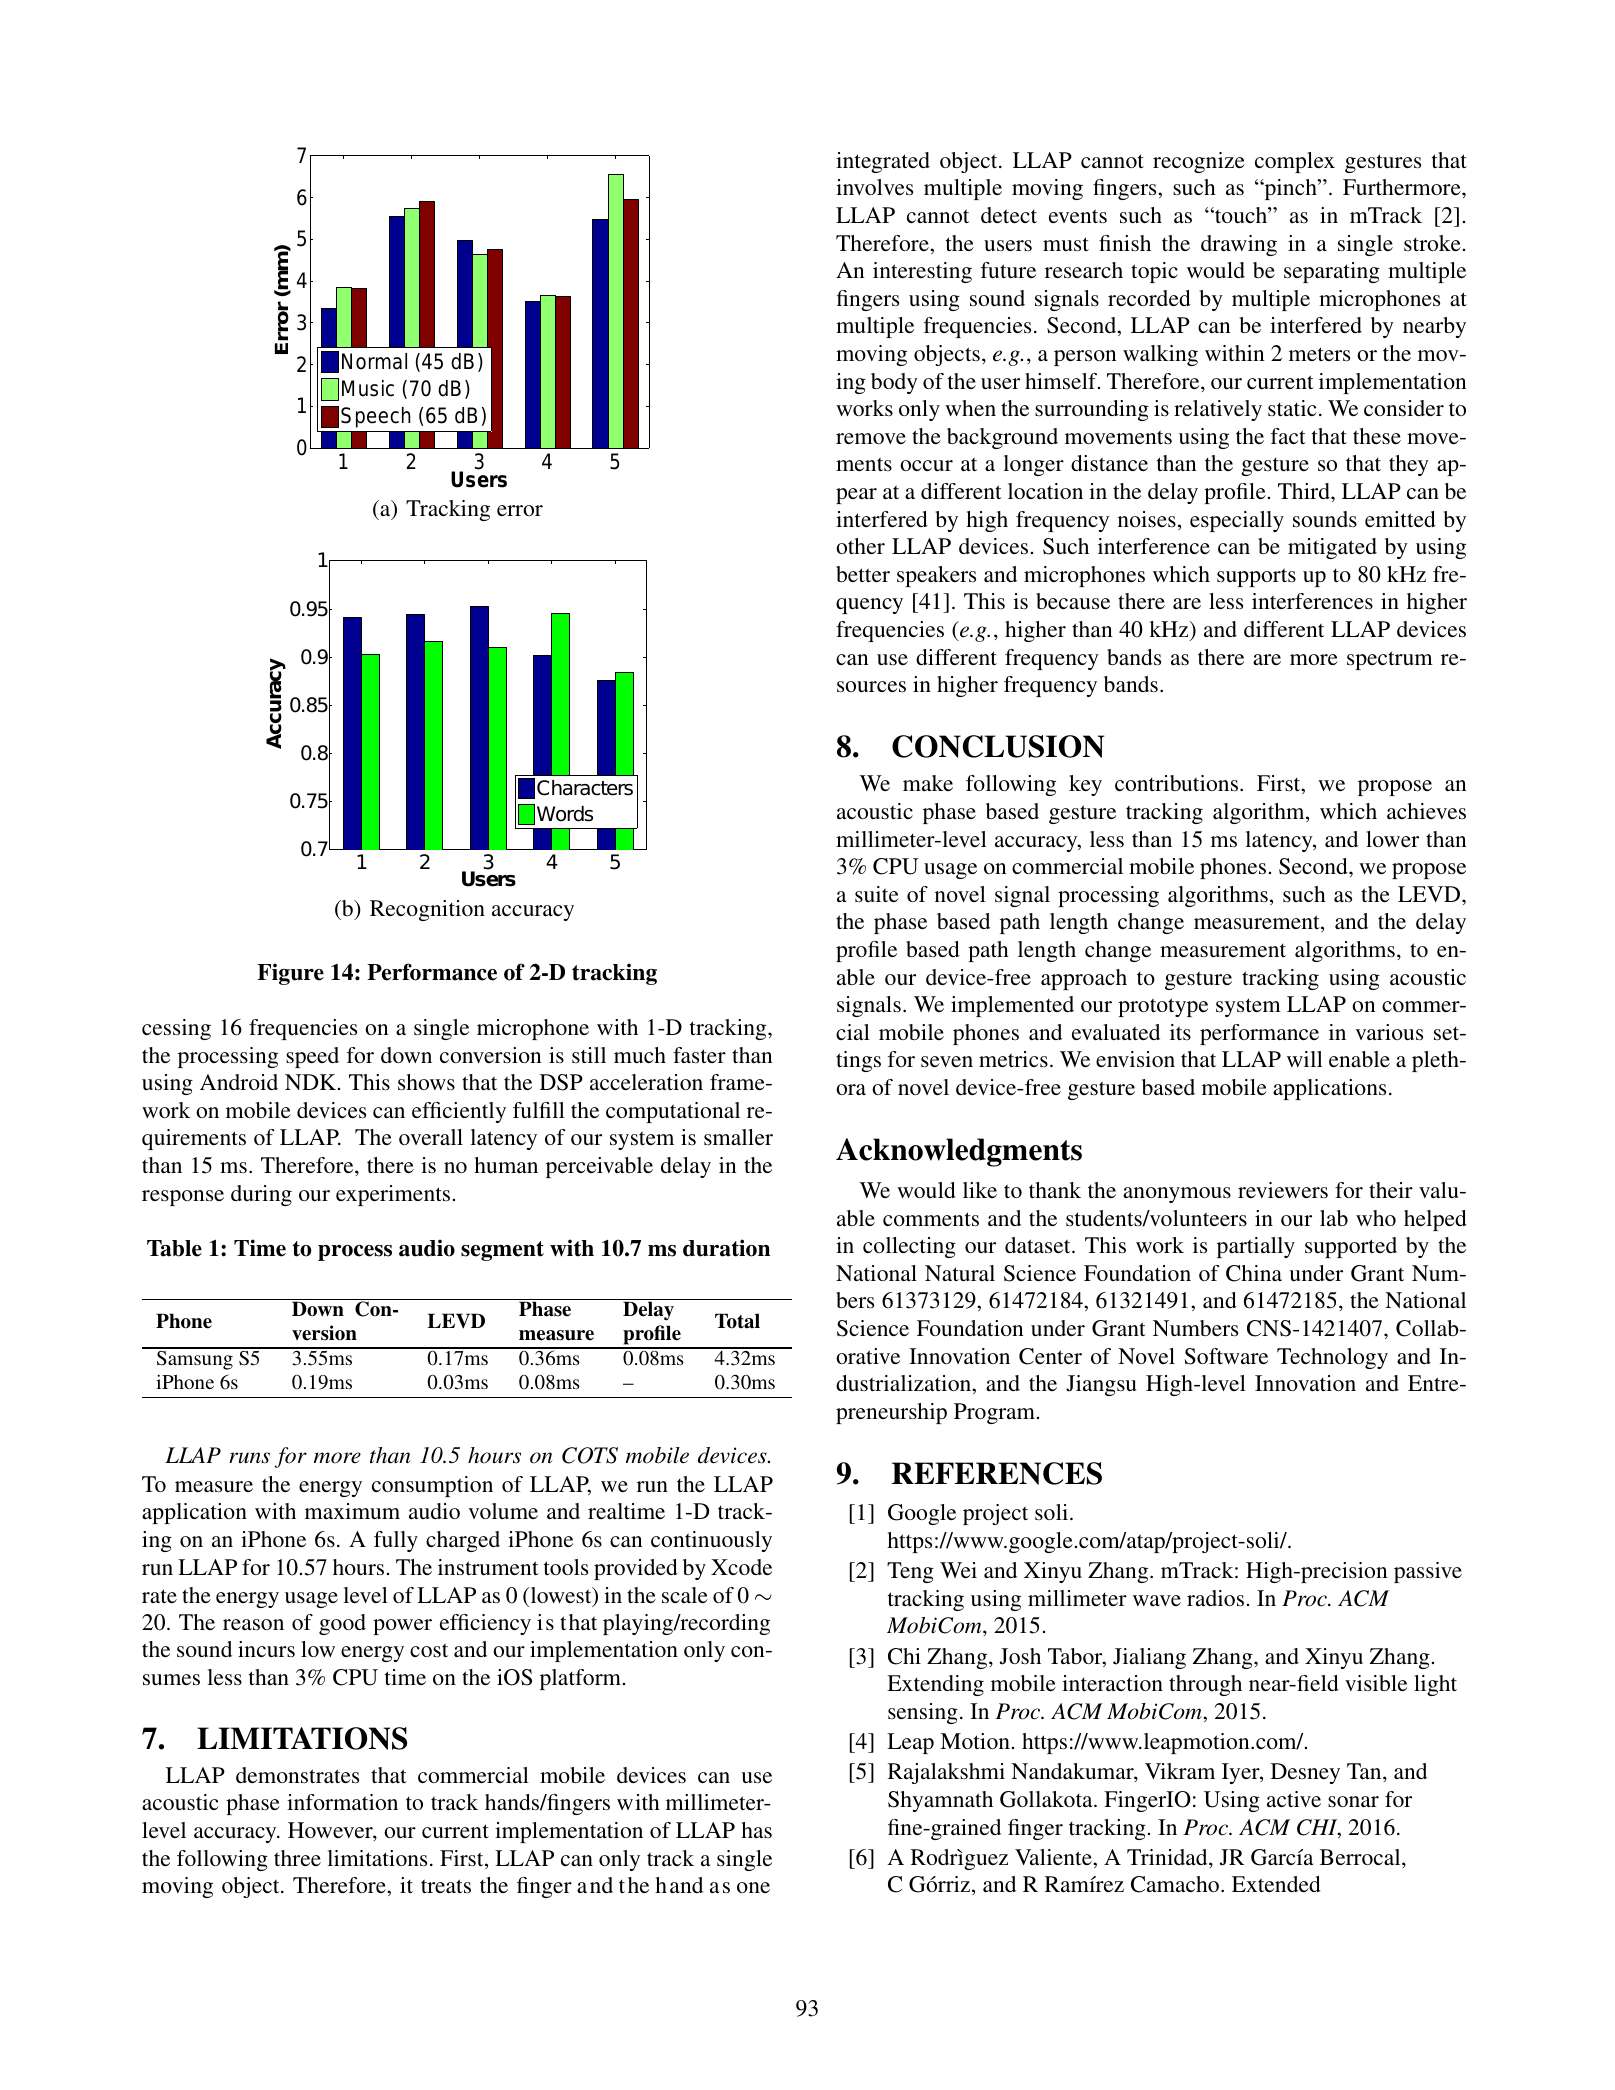 7
6
5
4
3
2
1
0
Error (mm)
Normal (45 dB)
Music (70 dB)
Speech (65 dB)
1 2 3 4 5
Users
(a) Tracking error
1
0.95
0.9
0.85
0.8
0.75
0.7
Accuracy
Characters
Words
1 2 3 4 5
Users
(b) Recognition accuracy
Figure 14: Performance of 2-D tracking
cessing 16 frequencies on a single microphone with 1-D tracking,
the processing speed for down conversion is still much faster than
using Android NDK. This shows that the DSP acceleration frame-
work on mobile devices can efficiently fulfill the computational re-
quirements of LLAP. The overall latency of our system is smaller
than 15 ms. Therefore, there is no human perceivable delay in the
response during our experiments.
Table 1: Time to process audio segment with 10.7 ms duration
Phone Down Con- LEVD Phase Delay Total
version measure profile
Samsung S5 3.55ms 0.17ms 0.36ms 0.08ms 4.32ms
iPhone 6s 0.19ms 0.03ms 0.08ms – 0.30ms
LLAP runs for more than 10.5 hours on COTS mobile devices.
To measure the energy consumption of LLAP, we run the LLAP
application with maximum audio volume and realtime 1-D track-
ing on an iPhone 6s. A fully charged iPhone 6s can continuously
run LLAP for 10.57 hours. The instrument tools provided by Xcode
rate the energy usage level of LLAP as 0 (lowest) in the scale of 0 ∼
20. The reason of good power efficiency is that playing/recording
the sound incurs low energy cost and our implementation only con-
sumes less than 3% CPU time on the iOS platform.
7. LIMITATIONS
LLAP demonstrates that commercial mobile devices can use
acoustic phase information to track hands/fingers with millimeter-
level accuracy. However, our current implementation of LLAP has
the following three limitations. First, LLAP can only track a single
moving object. Therefore, it treats the finger and the hand as one
integrated object. LLAP cannot recognize complex gestures that
involves multiple moving fingers, such as “pinch”. Furthermore,
LLAP cannot detect events such as “touch” as in mTrack [2].
Therefore, the users must finish the drawing in a single stroke.
An interesting future research topic would be separating multiple
fingers using sound signals recorded by multiple microphones at
multiple frequencies. Second, LLAP can be interfered by nearby
moving objects, e.g., a person walking within 2 meters or the mov-
ing body of the user himself. Therefore, our current implementation
works only when the surrounding is relatively static. We consider to
remove the background movements using the fact that these move-
ments occur at a longer distance than the gesture so that they ap-
pear at a different location in the delay profile. Third, LLAP can be
interfered by high frequency noises, especially sounds emitted by
other LLAP devices. Such interference can be mitigated by using
better speakers and microphones which supports up to 80 kHz fre-
quency [41]. This is because there are less interferences in higher
frequencies (e.g., higher than 40 kHz) and different LLAP devices
can use different frequency bands as there are more spectrum re-
sources in higher frequency bands.
8. CONCLUSION
We make following key contributions. First, we propose an
acoustic phase based gesture tracking algorithm, which achieves
millimeter-level accuracy, less than 15 ms latency, and lower than
3% CPU usage on commercial mobile phones. Second, we propose
a suite of novel signal processing algorithms, such as the LEVD,
the phase based path length change measurement, and the delay
profile based path length change measurement algorithms, to en-
able our device-free approach to gesture tracking using acoustic
signals. We implemented our prototype system LLAP on commer-
cial mobile phones and evaluated its performance in various set-
tings for seven metrics. We envision that LLAP will enable a pleth-
ora of novel device-free gesture based mobile applications.
Acknowledgments
We would like to thank the anonymous reviewers for their valu-
able comments and the students/volunteers in our lab who helped
in collecting our dataset. This work is partially supported by the
National Natural Science Foundation of China under Grant Num-
bers 61373129, 61472184, 61321491, and 61472185, the National
Science Foundation under Grant Numbers CNS-1421407, Collab-
orative Innovation Center of Novel Software Technology and In-
dustrialization, and the Jiangsu High-level Innovation and Entre-
preneurship Program.
9. REFERENCES
[1] Google project soli.
https://www.google.com/atap/project-soli/.
[2] Teng Wei and Xinyu Zhang. mTrack: High-precision passive
tracking using millimeter wave radios. In Proc. ACM
MobiCom, 2015.
[3] Chi Zhang, Josh Tabor, Jialiang Zhang, and Xinyu Zhang.
Extending mobile interaction through near-field visible light
sensing. In Proc. ACM MobiCom, 2015.
[4] Leap Motion. https://www.leapmotion.com/.
[5] Rajalakshmi Nandakumar, Vikram Iyer, Desney Tan, and
Shyamnath Gollakota. FingerIO: Using active sonar for
fine-grained finger tracking. In Proc. ACM CHI, 2016.
[6] A Rodrìguez Valiente, A Trinidad, JR García Berrocal,
C Górriz, and R Ramírez Camacho. Extended
93